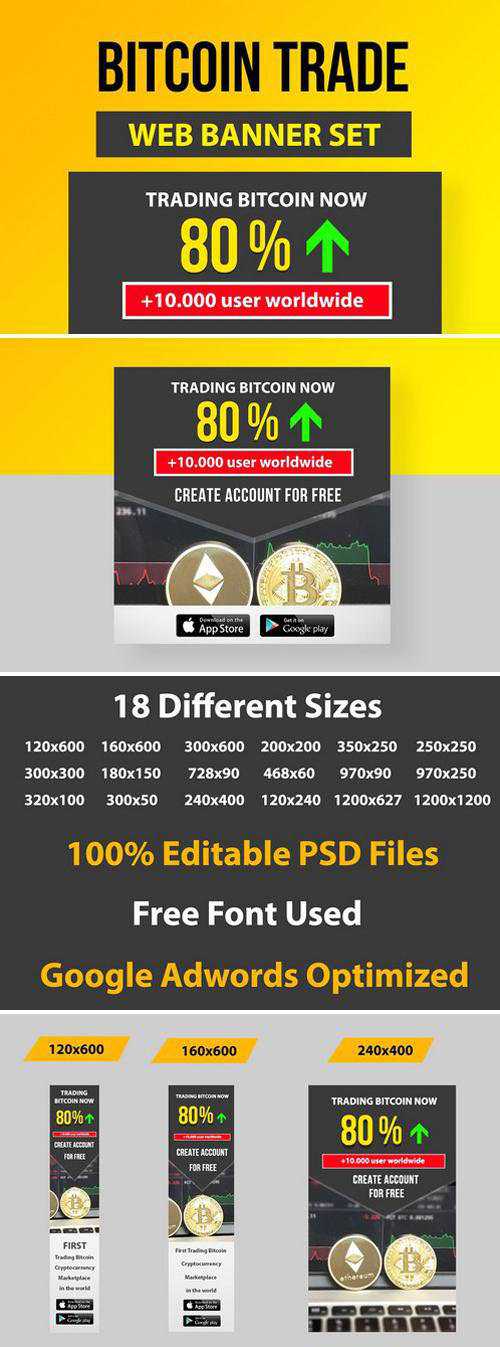 BITCOIN TRADE
WEB BANNER SET
TRADING BITCOIN NOW
80%
+10.000 user worldwide
TRADING BITCOIN NOW
80%
+10.000 user worldwide
CREATE ACCOUNT FOR FREE
236.11
Download on the
App Store
Get it on
Google play
18 Different Sizes
120x600 160x600 300x600 200x200 350x250 250x250
300x300 180x150 728x90 468x60 970x90 970x250
320x100 300x50 240x400 120x240 1200x627 1200x1200
100% Editable PSD Files
Free Font Used
Google Adwords Optimized
120x600
160x600
240x400
TRADING
BITCOIN NOW
80%
CREATE ACCOUNT
FOR FREE
FIRST
Trading Bitcoin
Cryptocurrency
Marketplace
in the world
App Store
Google play
TRADING BITCOIN NOW
80%
+10.000 user worldwide
CREATE ACCOUNT
FOR FREE
First Trading Bitcoin
Cryptocurrency
Marketplace
in the world
App Store
Google play
TRADING BITCOIN NOW
80%
+10.000 user worldwide
CREATE ACCOUNT
FOR FREE
ethereum